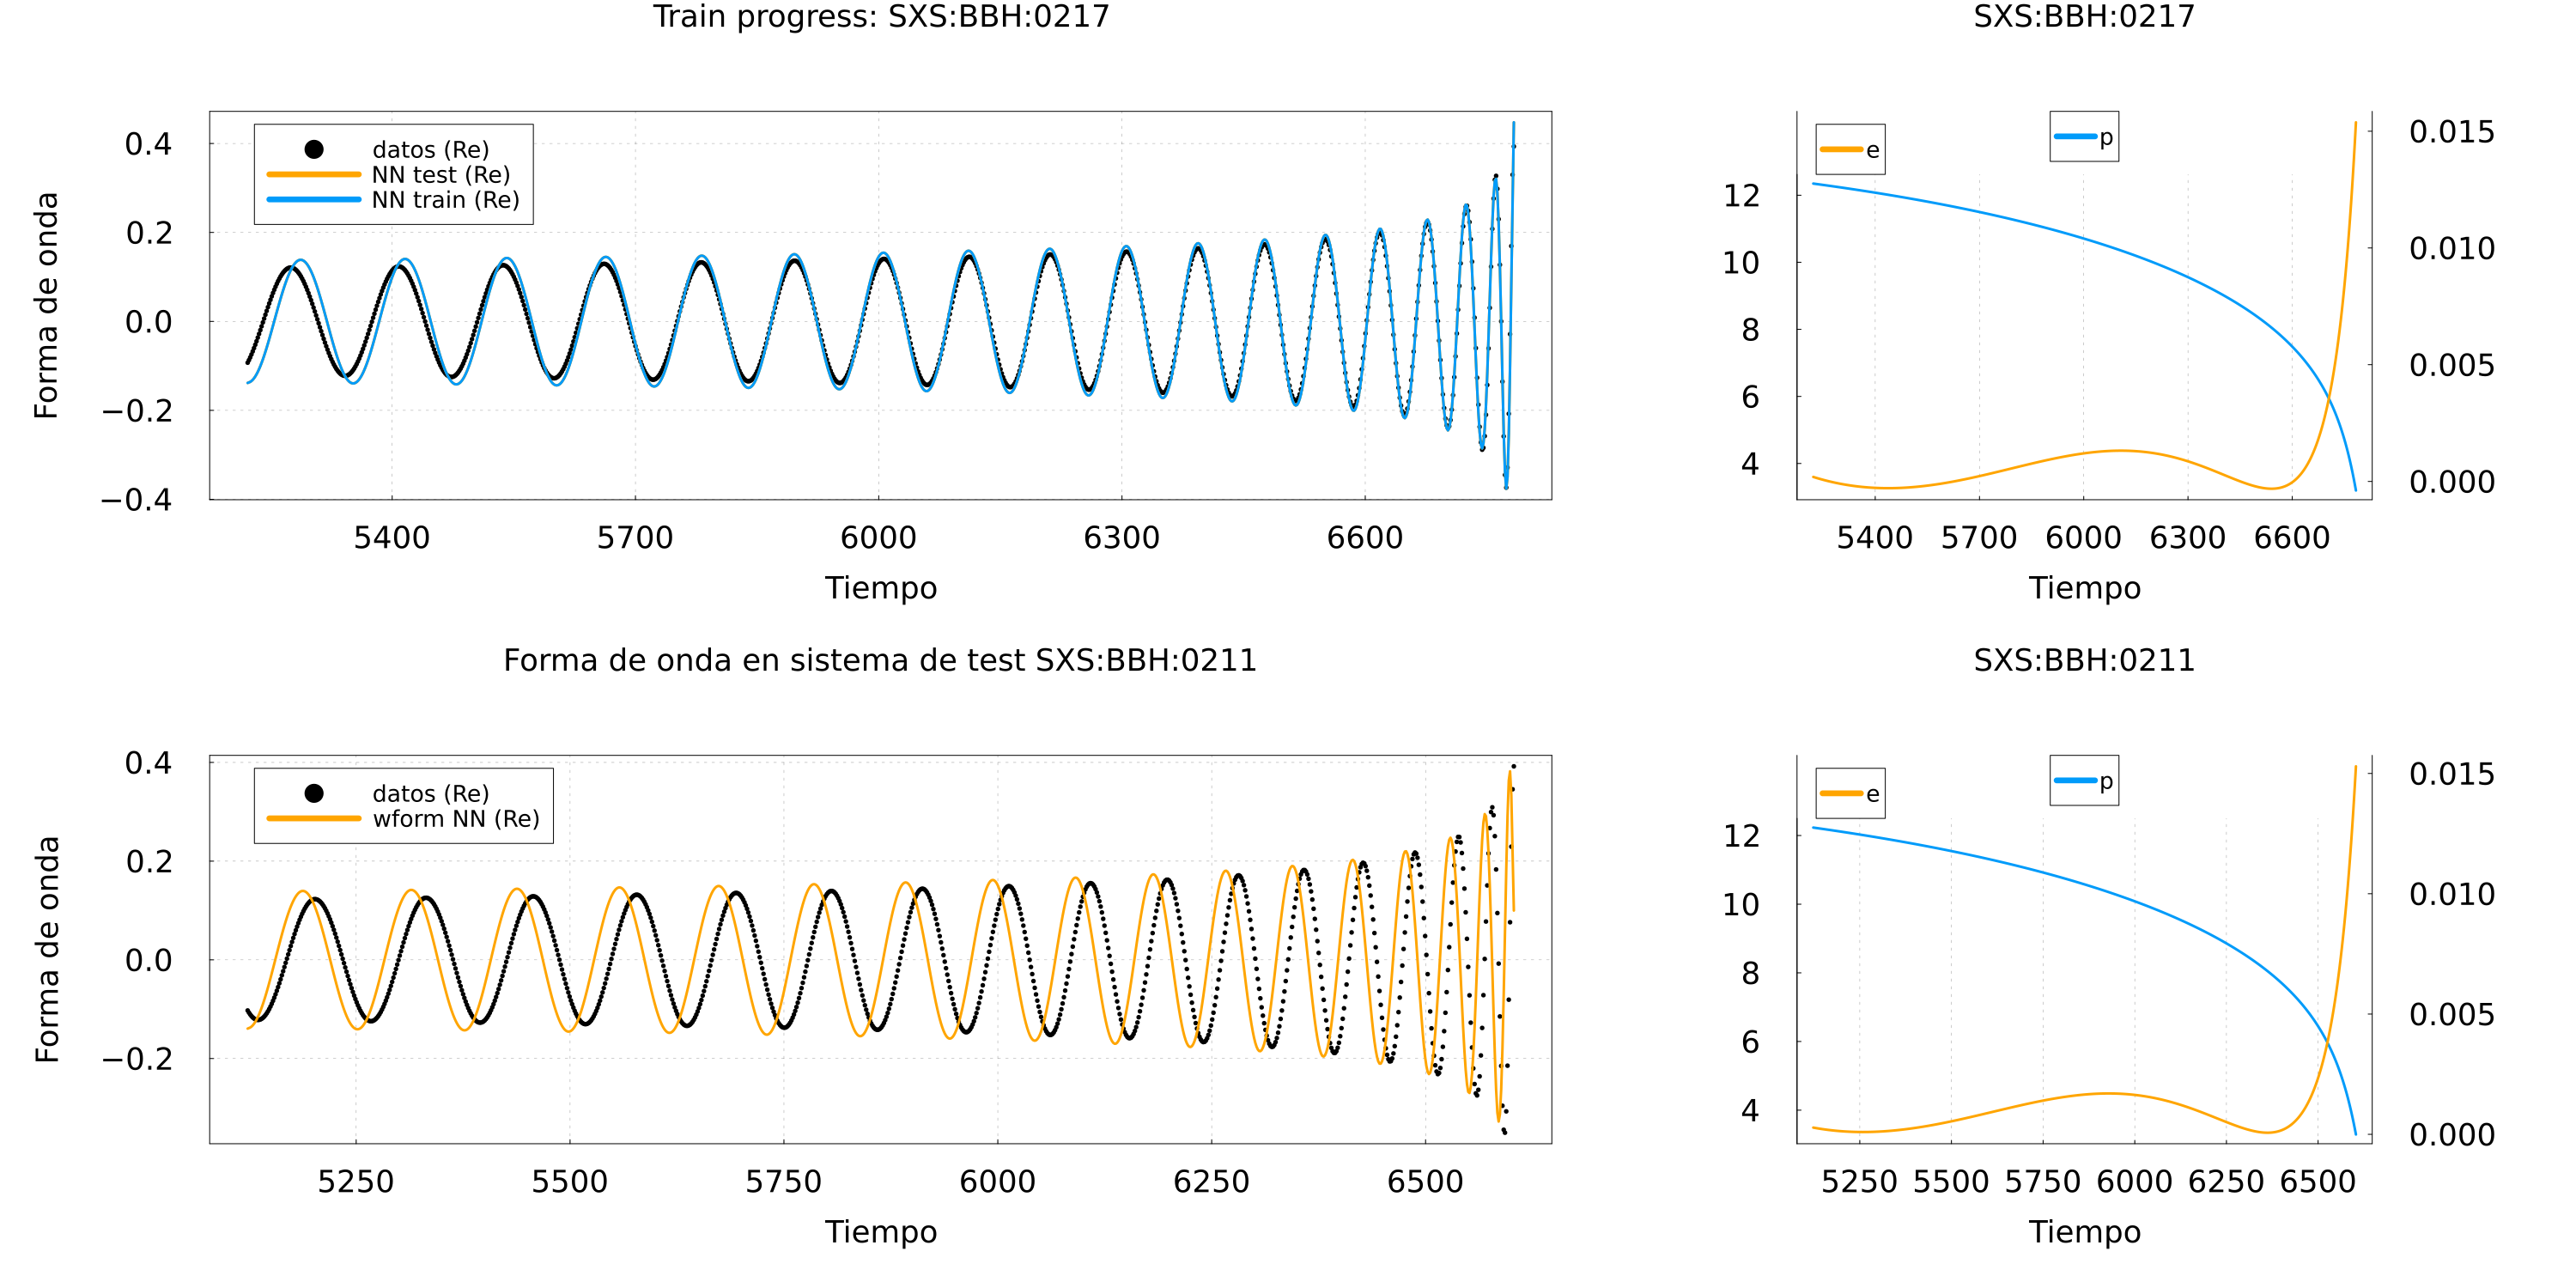 Train progress: SXS:BBH:0217
datos (Re)
NN test (Re)
NN train (Re)
0.4
0.2
0.0
−0.2
−0.4
Forma de onda
5400 5700 6000 6300 6600
Tiempo
SXS:BBH:0217
e
p
12
10
8
6
4
0.015
0.010
0.005
0.000
5400 5700 6000 6300 6600
Tiempo
Forma de onda en sistema de test SXS:BBH:0211
datos (Re)
wform NN (Re)
0.4
0.2
0.0
−0.2
Forma de onda
5250 5500 5750 6000 6250 6500
Tiempo
SXS:BBH:0211
e
p
12
10
8
6
4
0.015
0.010
0.005
0.000
5250 5500 5750 6000 6250 6500
Tiempo